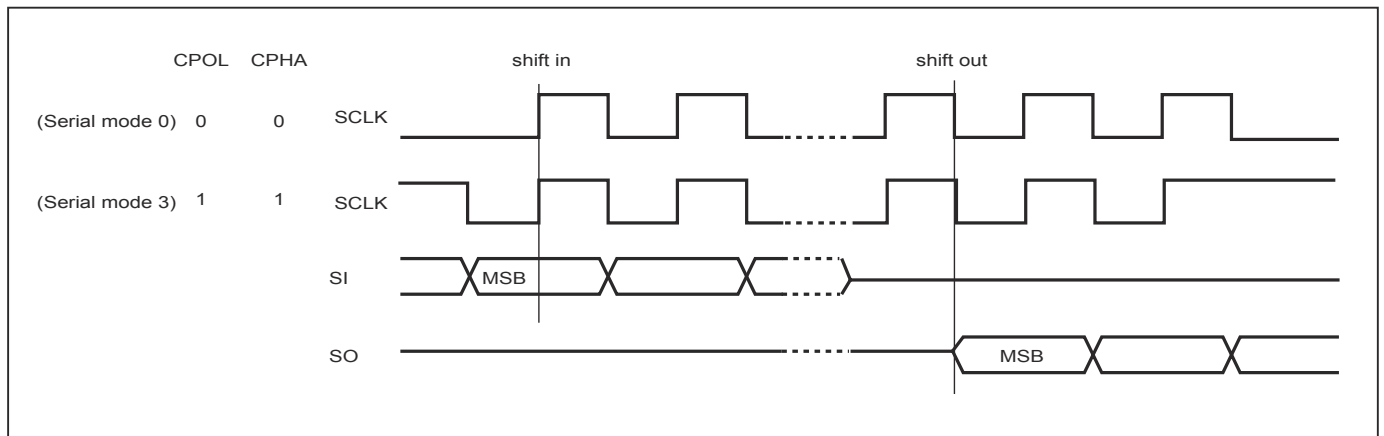 CPOL CPHA shift in shift out
(Serial mode 0) 0 0 SCLK
(Serial mode 3) 1 1 SCLK
SI MSB
SO MSB